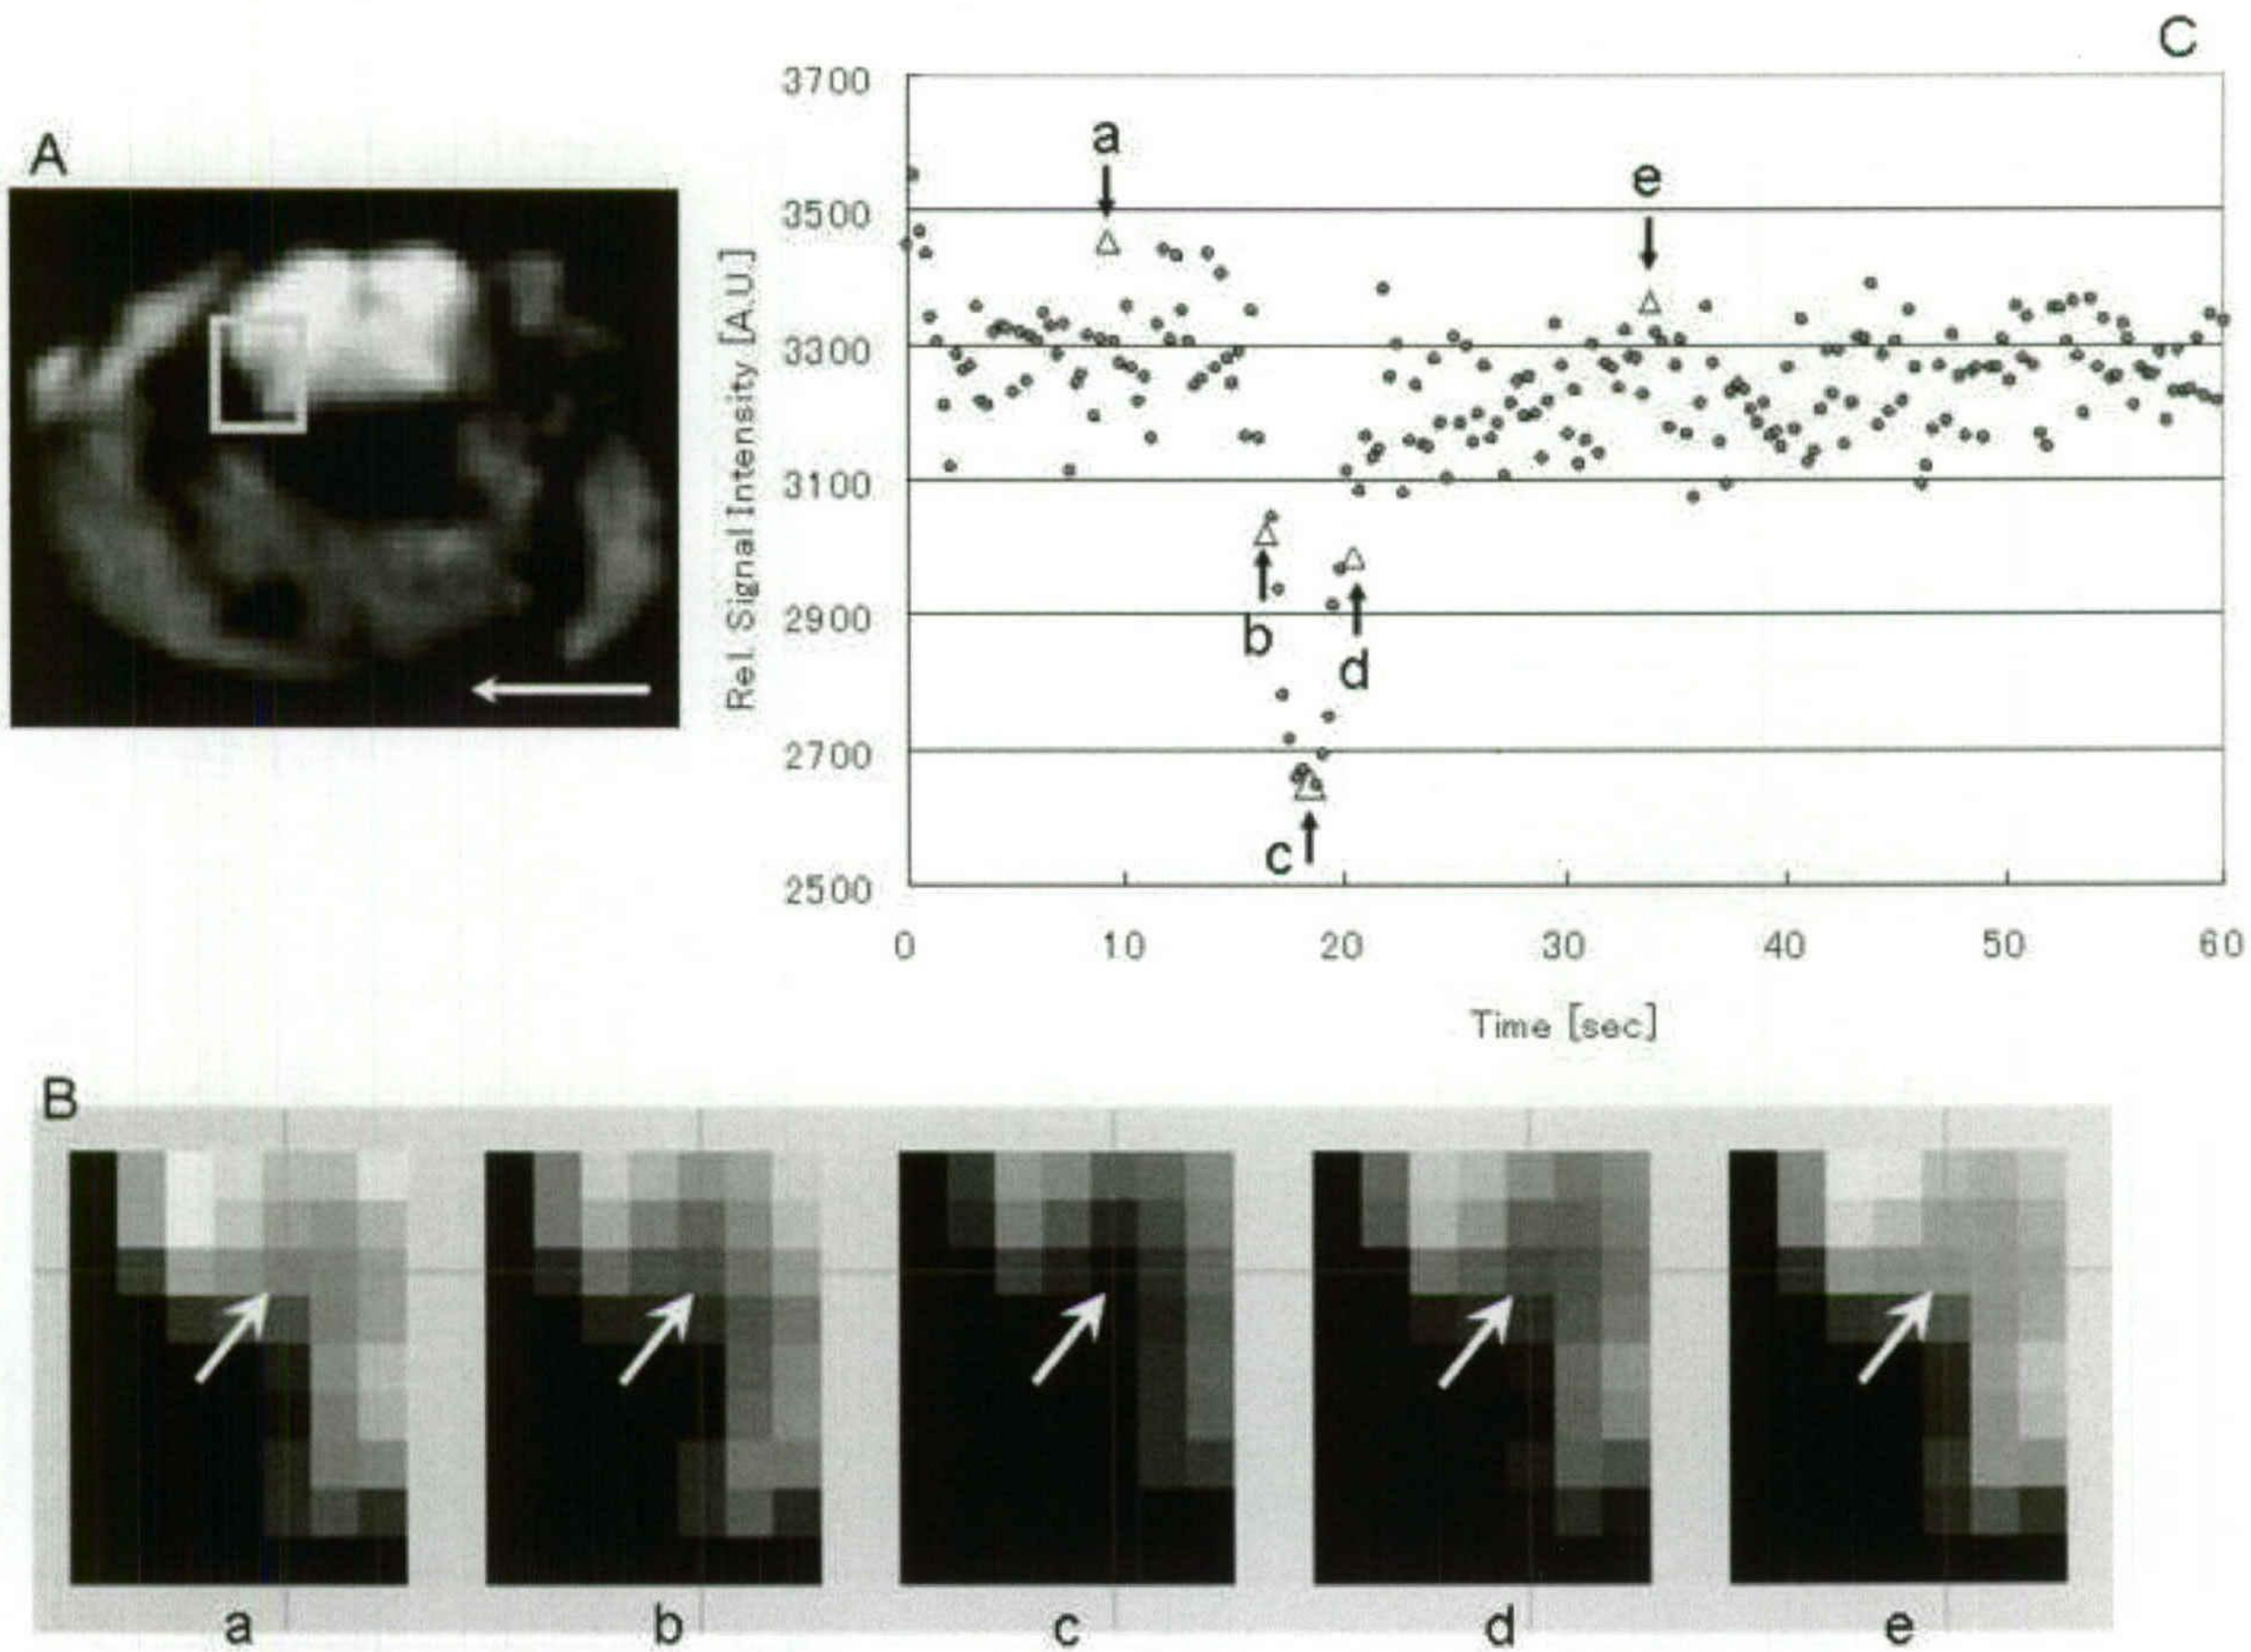 A
C
3700
3500
3300
3100
2900
2700
2500
Rel. Signal Intensity [A.U.]
a
e
b
d
c
0 10 20 30 40 50 60
Time [sec]
B
a b c d e